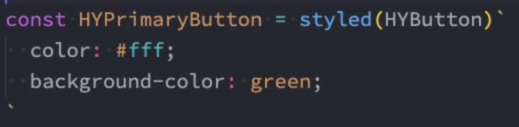 const HYPrimaryButton = styled(HYButton)`
  color: #fff;
  background-color: green;
`